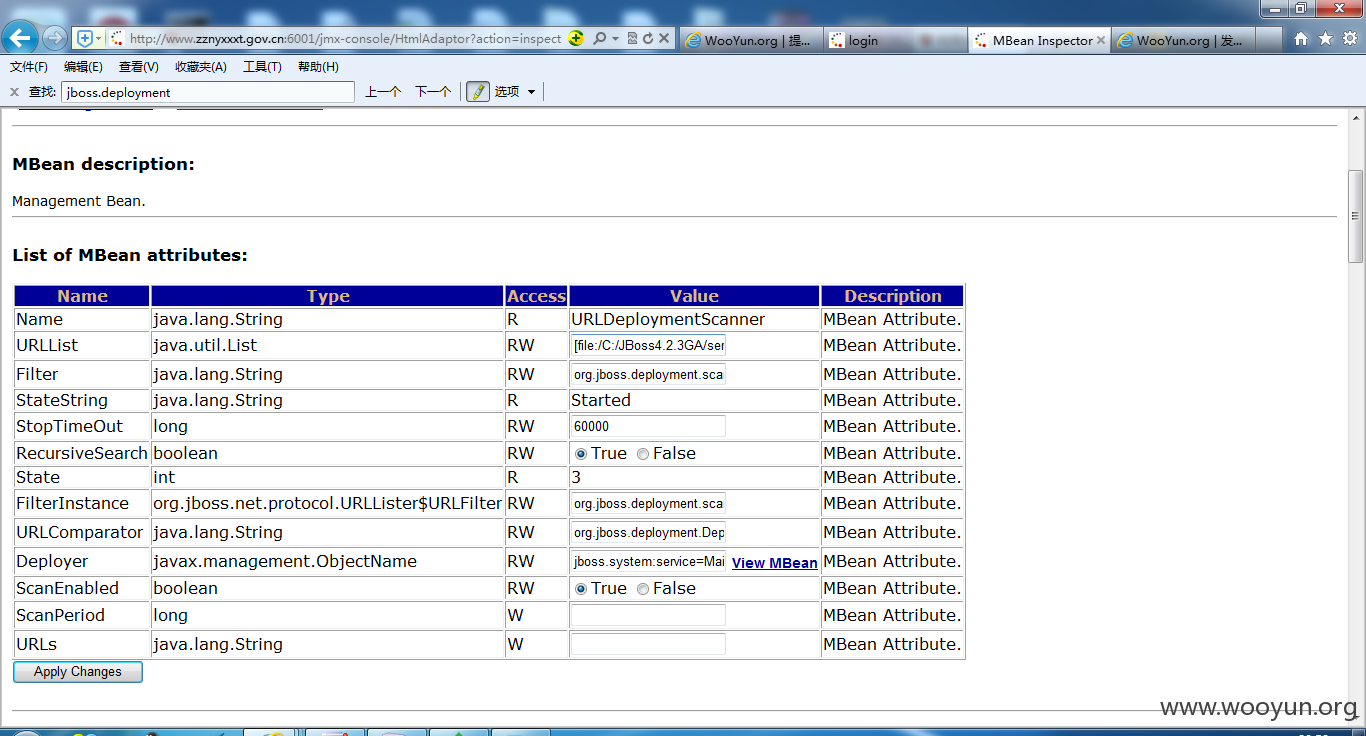 http://www.zznyxxxt.gov.cn:6001/jmx-console/HtmlAdaptor?action=inspect
WooYun.org | 提...
login
MBean Inspector
WooYun.org | 发...
文件(F) 编辑(E) 查看(V) 收藏夹(A) 工具(T) 帮助(H)
查找: jboss.deployment 上一个 下一个 选项
MBean description:
Management Bean.
List of MBean attributes:
Name Type Access Value Description
Name java.lang.String R URLDeploymentScanner MBean Attribute.
URLList java.util.List RW [file:/C:/JBoss4.2.3GA/ser MBean Attribute.
Filter java.lang.String RW org.jboss.deployment.sca MBean Attribute.
StateString java.lang.String R Started MBean Attribute.
StopTimeOut long RW 60000 MBean Attribute.
RecursiveSearch boolean RW True False MBean Attribute.
State int R 3 MBean Attribute.
FilterInstance org.jboss.net.protocol.URLLister$URLFilter RW org.jboss.deployment.sca MBean Attribute.
URLComparator java.lang.String RW org.jboss.deployment.Dep MBean Attribute.
Deployer javax.management.ObjectName RW jboss.system:service=Mai View MBean MBean Attribute.
ScanEnabled boolean RW True False MBean Attribute.
ScanPeriod long W MBean Attribute.
URLs java.lang.String W MBean Attribute.
Apply Changes
www.wooyun.org